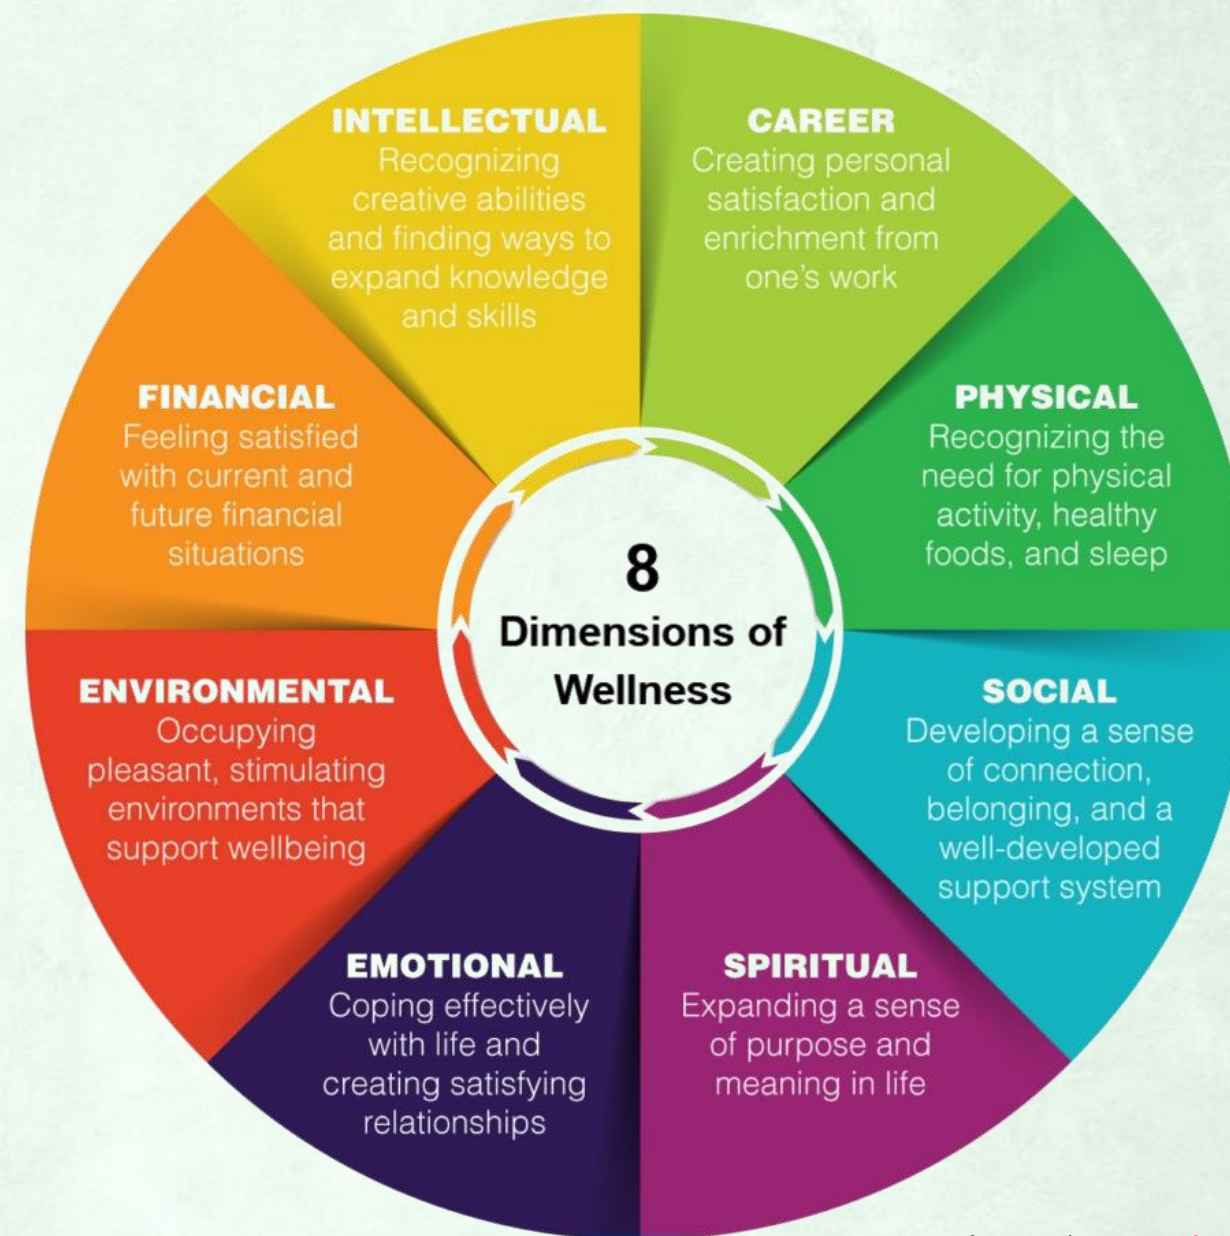 INTELLECTUAL
Recognizing
creative abilities
and finding ways to
expand knowledge
and skills
CAREER
Creating personal
satisfaction and
enrichment from
one's work
FINANCIAL
Feeling satisfied
with current and
future financial
situations
PHYSICAL
Recognizing the
need for physical
activity, healthy
foods, and sleep
8
Dimensions of
Wellness
ENVIRONMENTAL
Occupying
pleasant, stimulating
environments that
support wellbeing
SOCIAL
Developing a sense
of connection,
belonging, and a
well-developed
support system
EMOTIONAL
Coping effectively
with life and
creating satisfying
relationships
SPIRITUAL
Expanding a sense
of purpose and
meaning in life